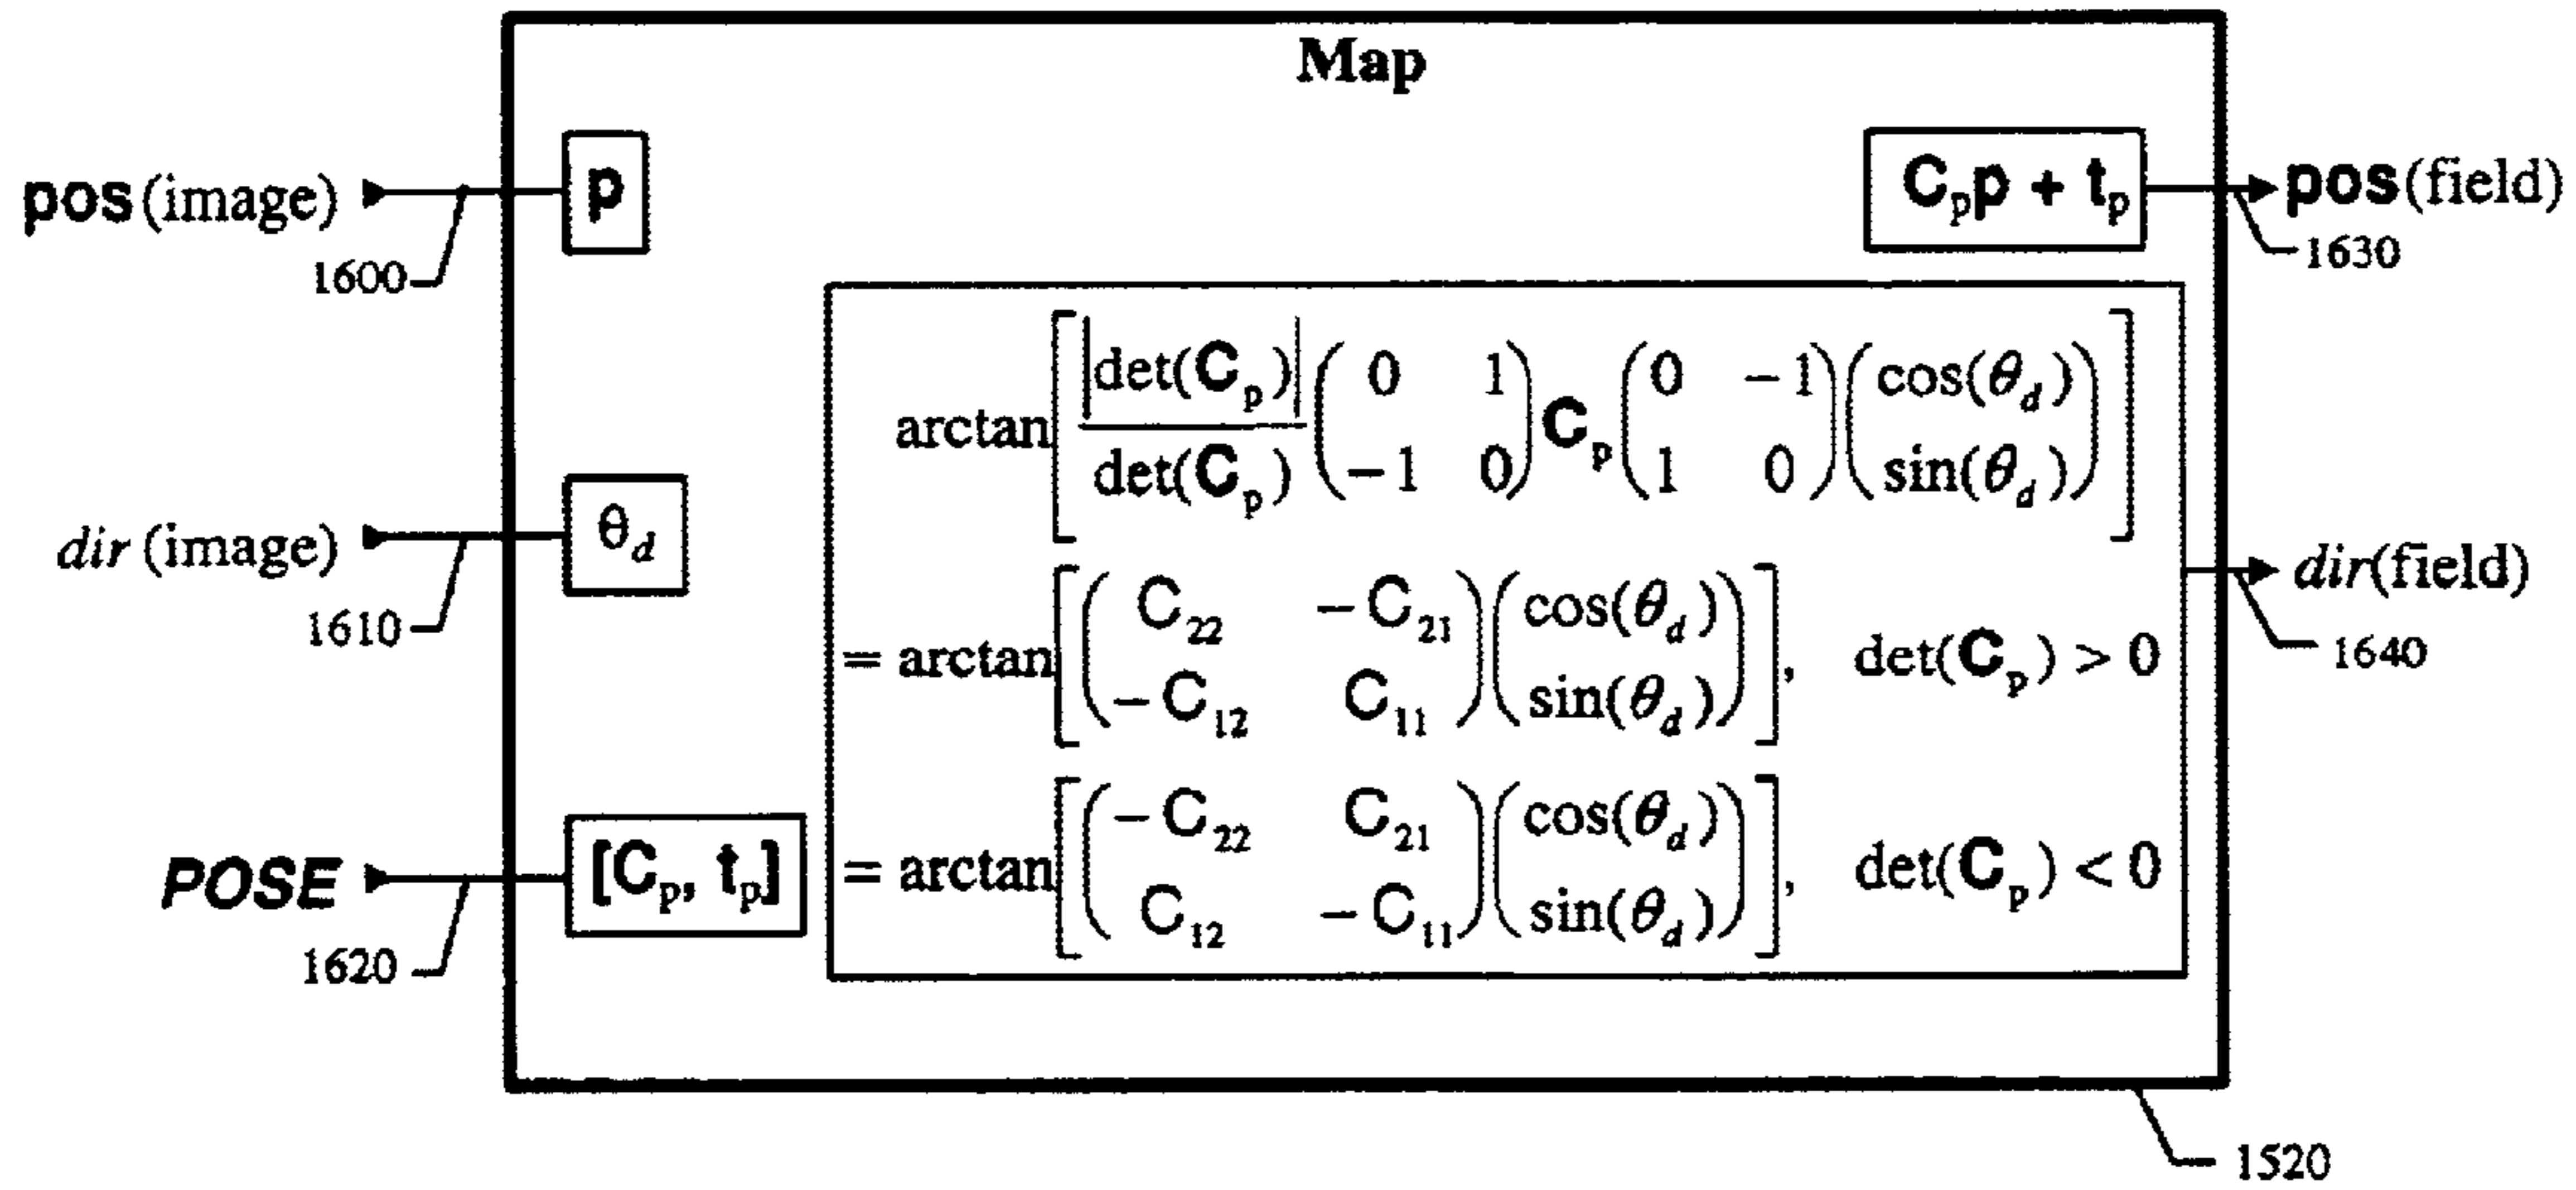 Map
pos(image)
1600
p
C_p p + t_p
pos(field)
1630
arctan[ |det(C_p)| / det(C_p) ( 0 1 ; −1 0 ) C_p ( 0 −1 ; 1 0 ) ( cos(θ_d) ; sin(θ_d) ) ]
dir(image)
1610
θ_d
= arctan[ ( C_22 −C_21 ; −C_12 C_11 ) ( cos(θ_d) ; sin(θ_d) ) ], det(C_p) > 0
dir(field)
1640
POSE
1620
[C_p, t_p]
= arctan[ ( −C_22 C_21 ; C_12 −C_11 ) ( cos(θ_d) ; sin(θ_d) ) ], det(C_p) < 0
1520